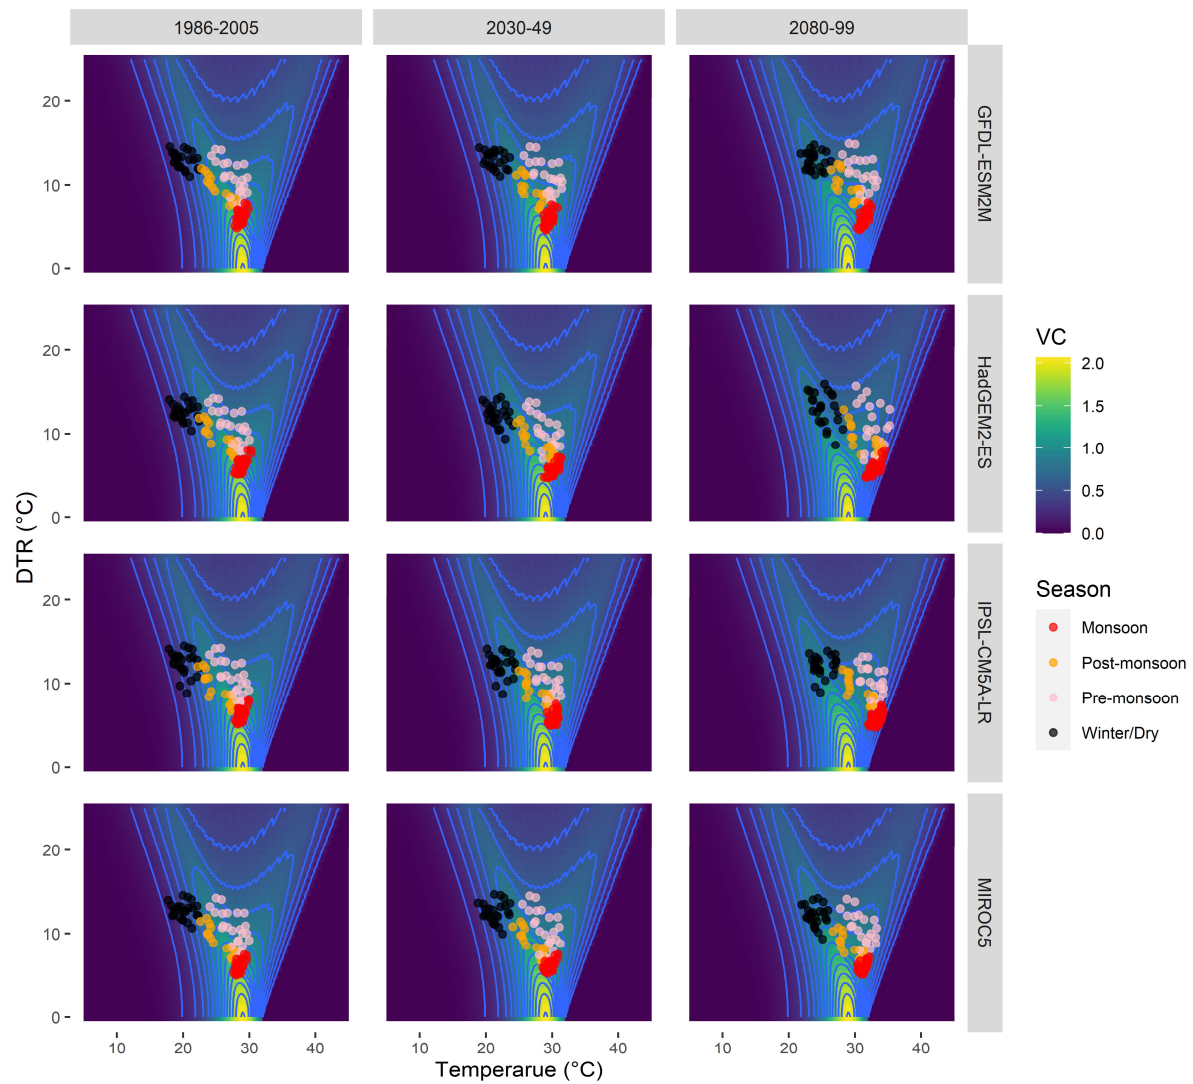 1986-2005 2030-49 2080-99
GFDL-ESM2M
HadGEM2-ES
IPSL-CM5A-LR
MIROC5
20
10
0
20
10
0
20
10
0
20
10
0
DTR (°C)
10 20 30 40 10 20 30 40 10 20 30 40
Temperarue (°C)
VC
2.0
1.5
1.0
0.5
0.0
Season
Monsoon
Post-monsoon
Pre-monsoon
Winter/Dry